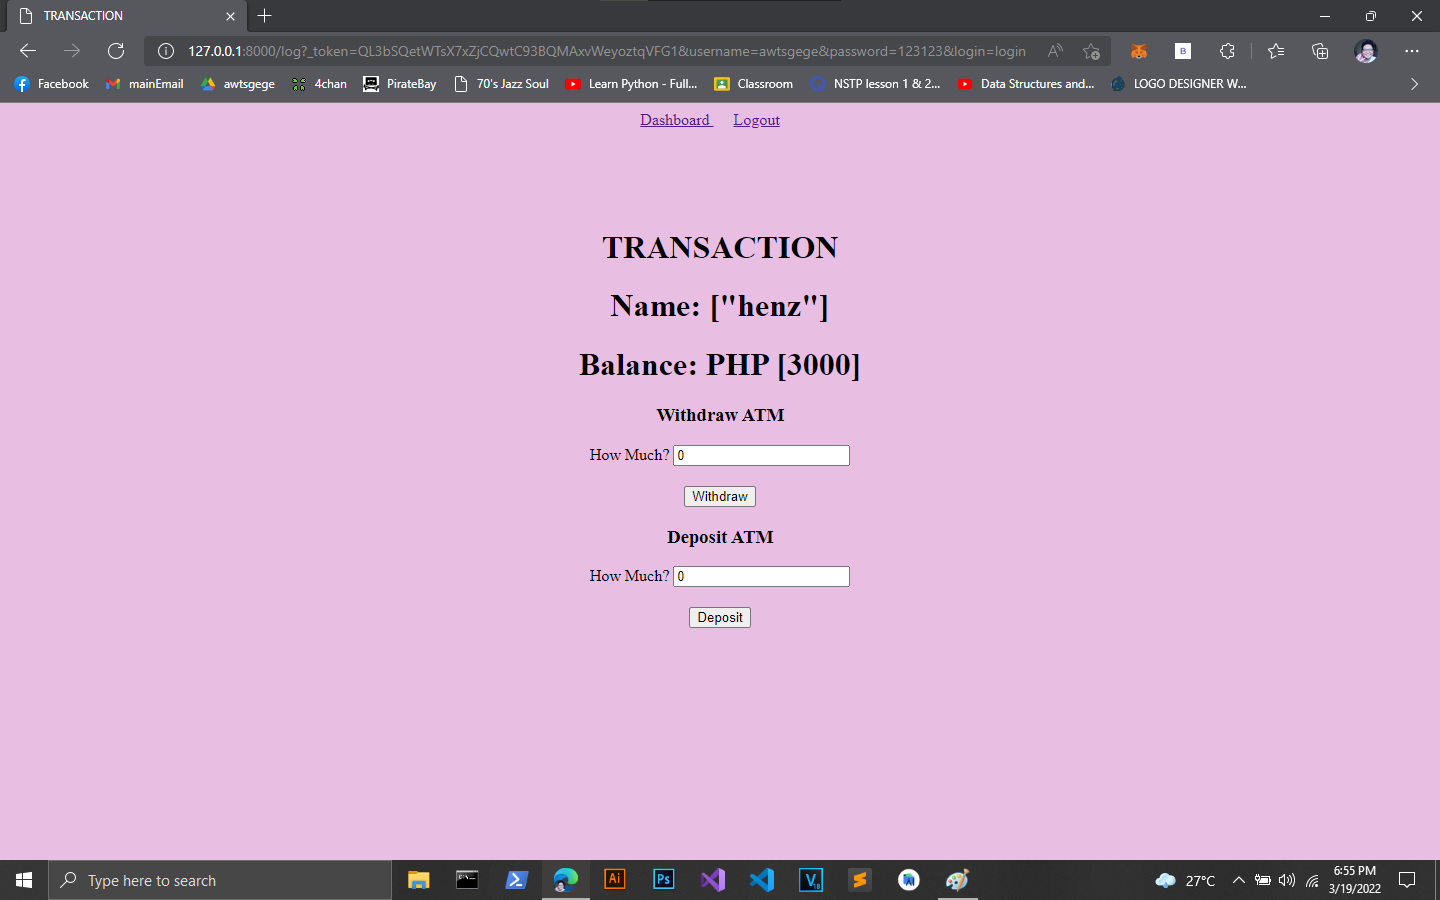 TRANSACTION
127.0.0.1:8000/log?_token=QL3bSQetWTsX7xZjCQwtC93BQMAxvWeyoztqVFG1&username=awtsgege&password=123123&login=login
Facebook mainEmail awtsgege 4chan PirateBay 70's Jazz Soul Learn Python - Full... Classroom NSTP lesson 1 & 2... Data Structures and... LOGO DESIGNER W...
Dashboard Logout
TRANSACTION
Name: ["henz"]
Balance: PHP [3000]
Withdraw ATM
How Much? 0
Withdraw
Deposit ATM
How Much? 0
Deposit
Type here to search
27°C
6:55 PM
3/19/2022